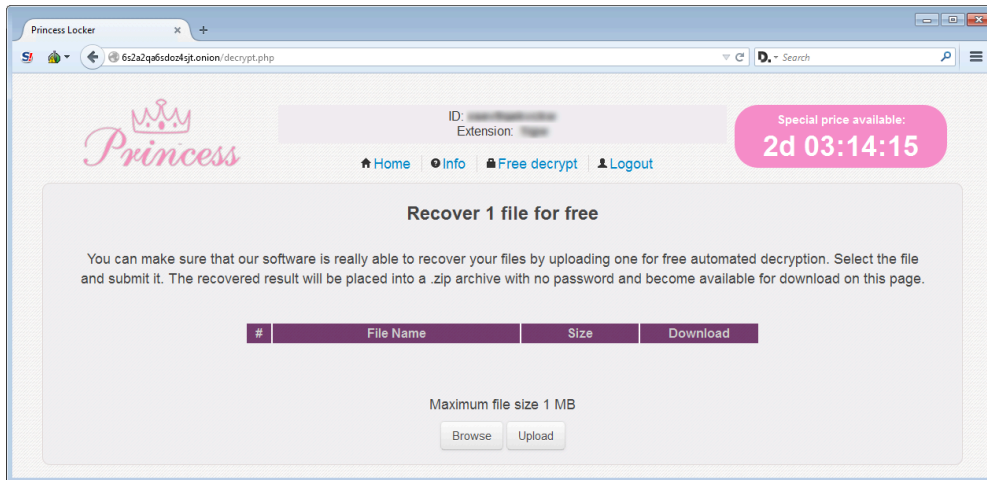 Princess Locker
6s2a2qa6sdoz4sjt.onion/decrypt.php
Search
Princess
ID:
Extension:
Special price available:
2d 03:14:15
Home Info Free decrypt Logout
Recover 1 file for free
You can make sure that our software is really able to recover your files by uploading one for free automated decryption. Select the file
and submit it. The recovered result will be placed into a .zip archive with no password and become available for download on this page.
# File Name Size Download
Maximum file size 1 MB
Browse Upload